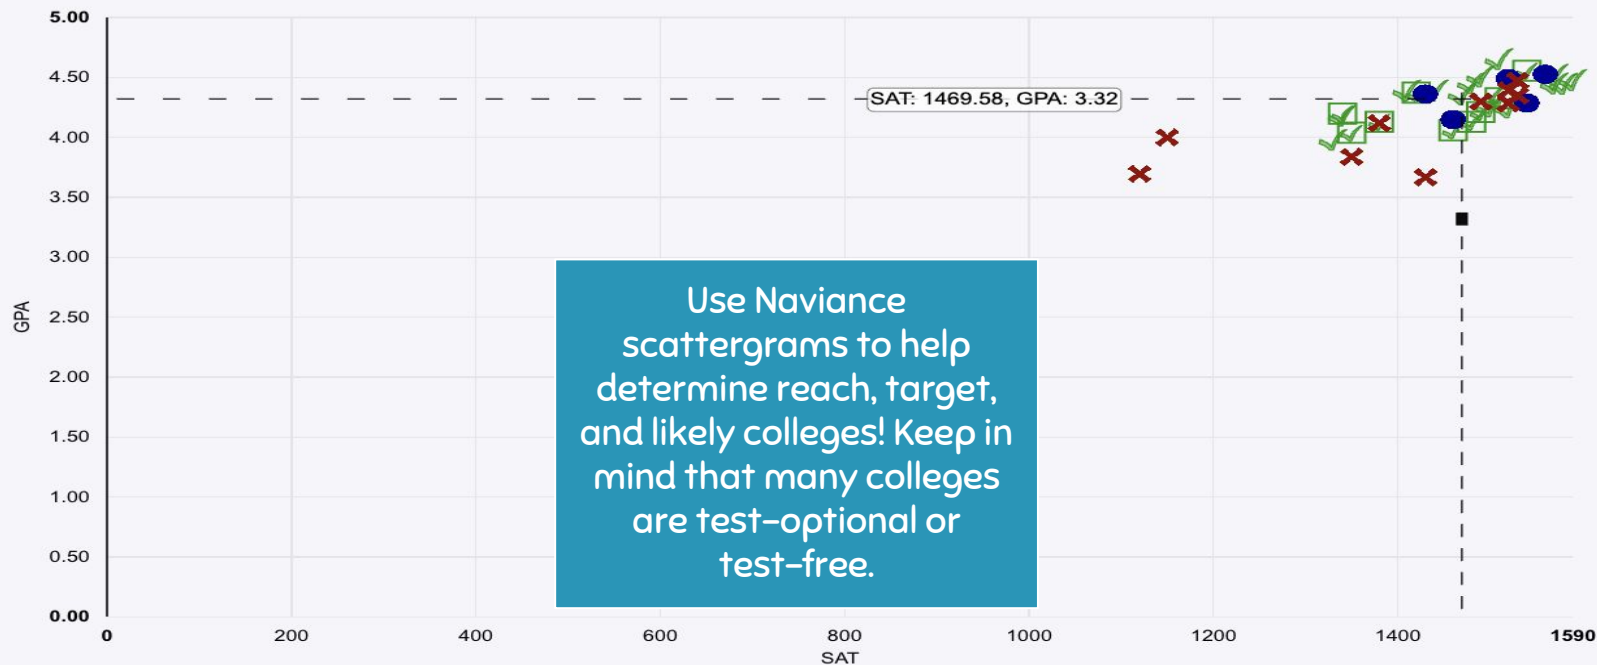 5.00
4.50
4.00
3.50
3.00
2.50
2.00
1.50
1.00
0.50
0.00
GPA
SAT: 1469.58, GPA: 3.32
Use Naviance
scattergrams to help
determine reach, target,
and likely colleges! Keep in
mind that many colleges
are test-optional or
test-free.
0 200 400 600 800 1000 1200 1400 1590
SAT